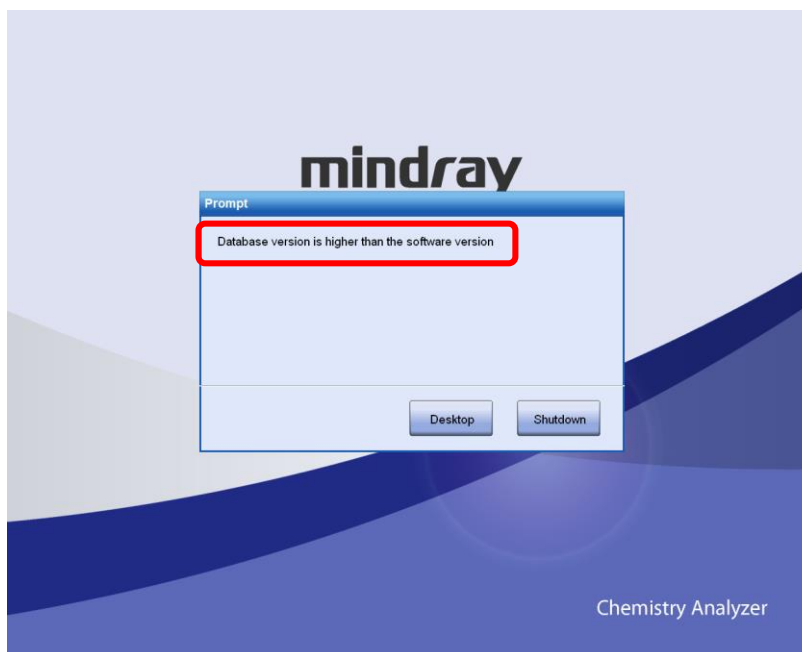 mindray
Prompt
Database version is higher than the software version
Desktop
Shutdown
Chemistry Analyzer